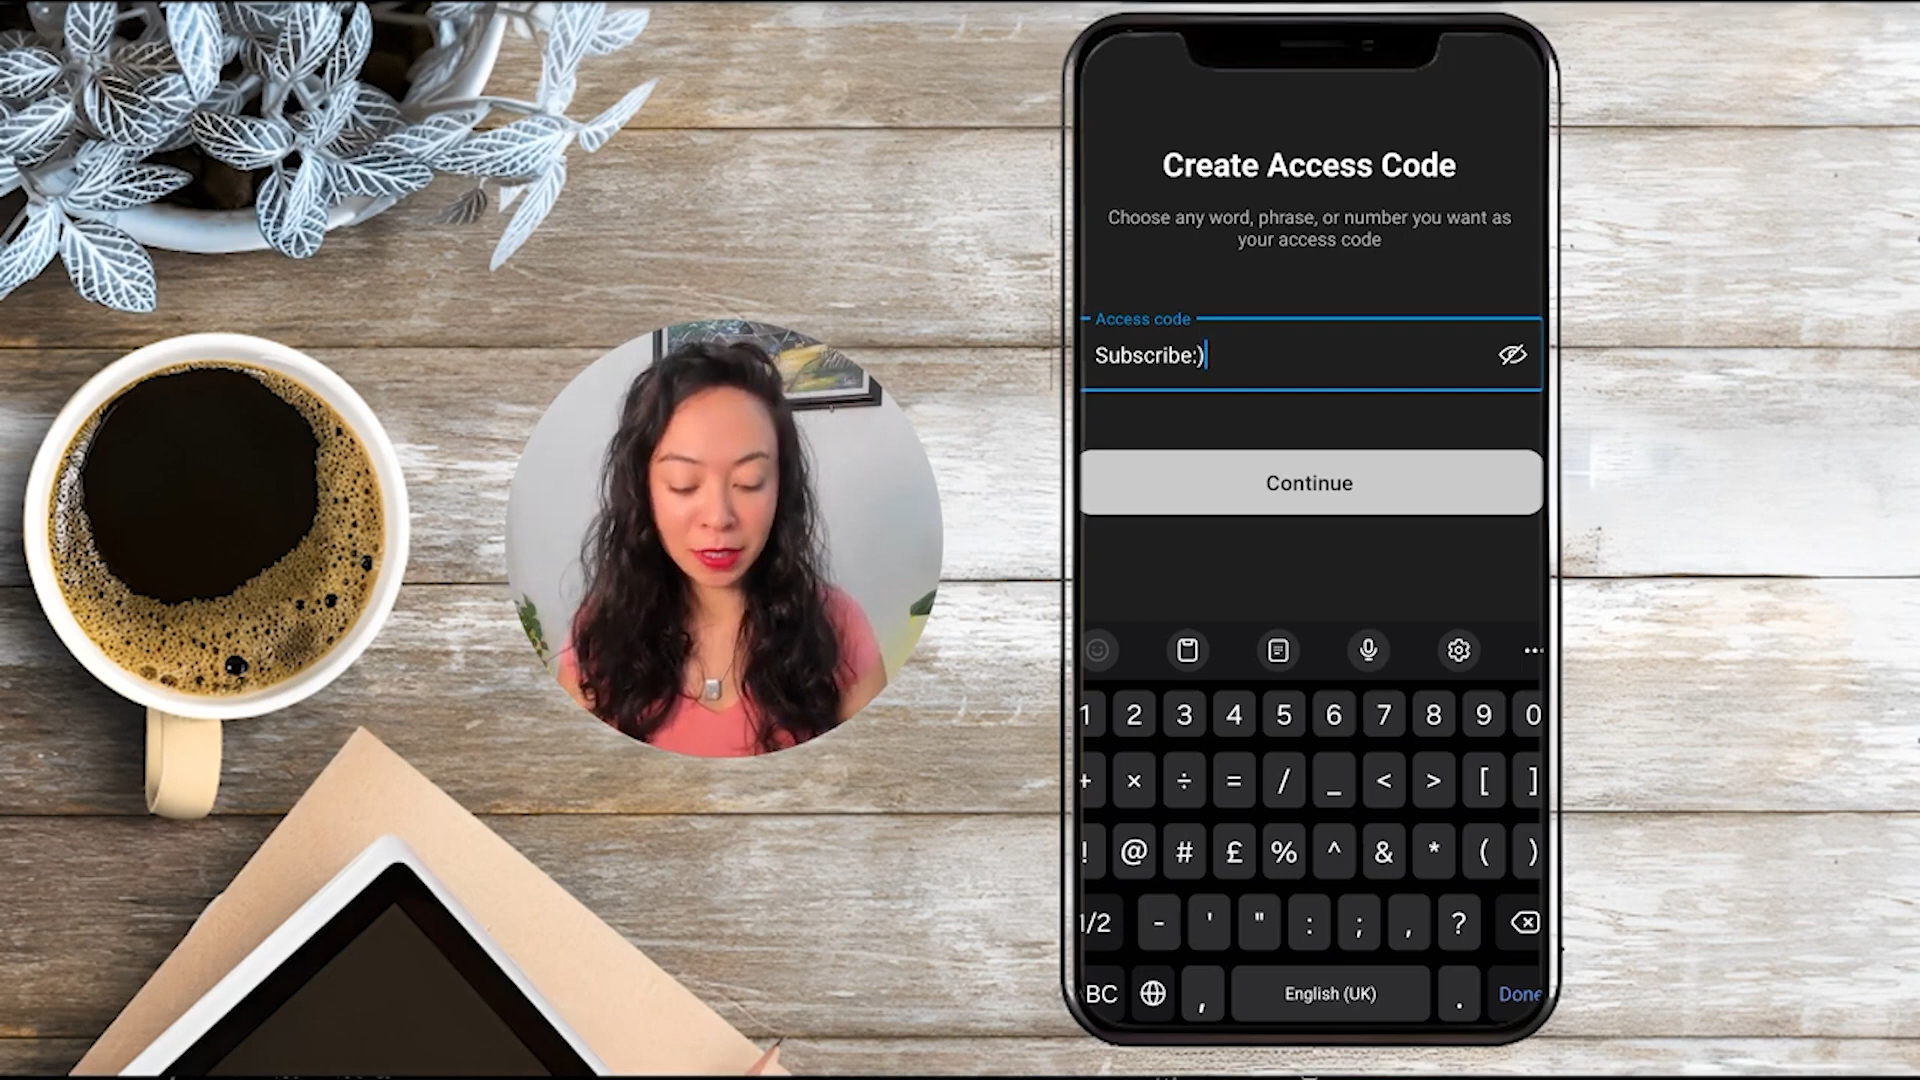 Create Access Code
Choose any word, phrase, or number you want as
your access code
Access code
Subscribe:)
Continue
1 2 3 4 5 6 7 8 9 0
+ × ÷ = / _ < > [ ]
! @ # £ % ^ & * ( )
1/2 - ' " : ; , ?
BC , English (UK) . Done